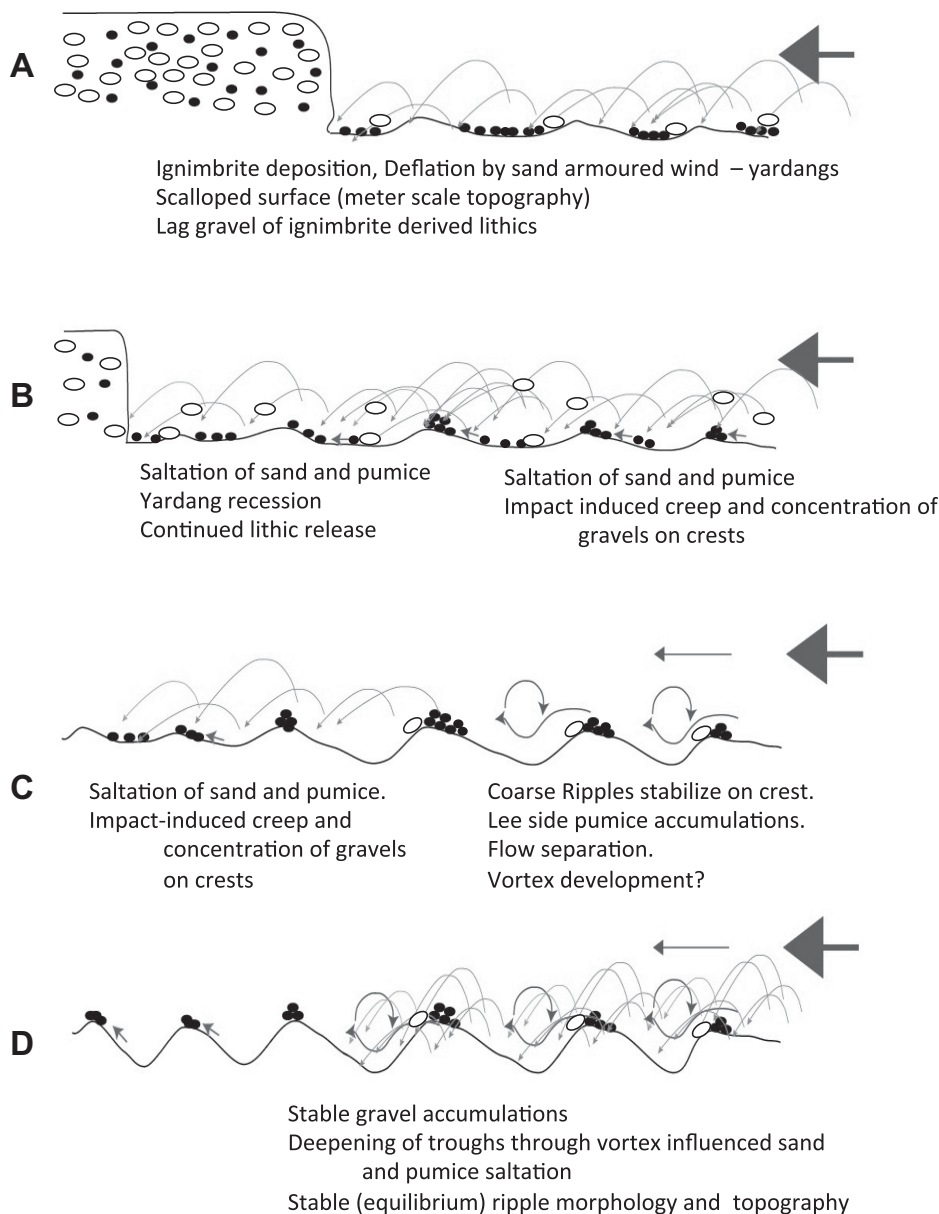 A
Ignimbrite deposition, Deflation by sand armoured wind – yardangs
Scalloped surface (meter scale topography)
Lag gravel of ignimbrite derived lithics
B
Saltation of sand and pumice
Yardang recession
Continued lithic release
Saltation of sand and pumice
Impact induced creep and concentration of
gravels on crests
C
Saltation of sand and pumice.
Impact-induced creep and
concentration of gravels
on crests
Coarse Ripples stabilize on crest.
Lee side pumice accumulations.
Flow separation.
Vortex development?
D
Stable gravel accumulations
Deepening of troughs through vortex influenced sand
and pumice saltation
Stable (equilibrium) ripple morphology and topography